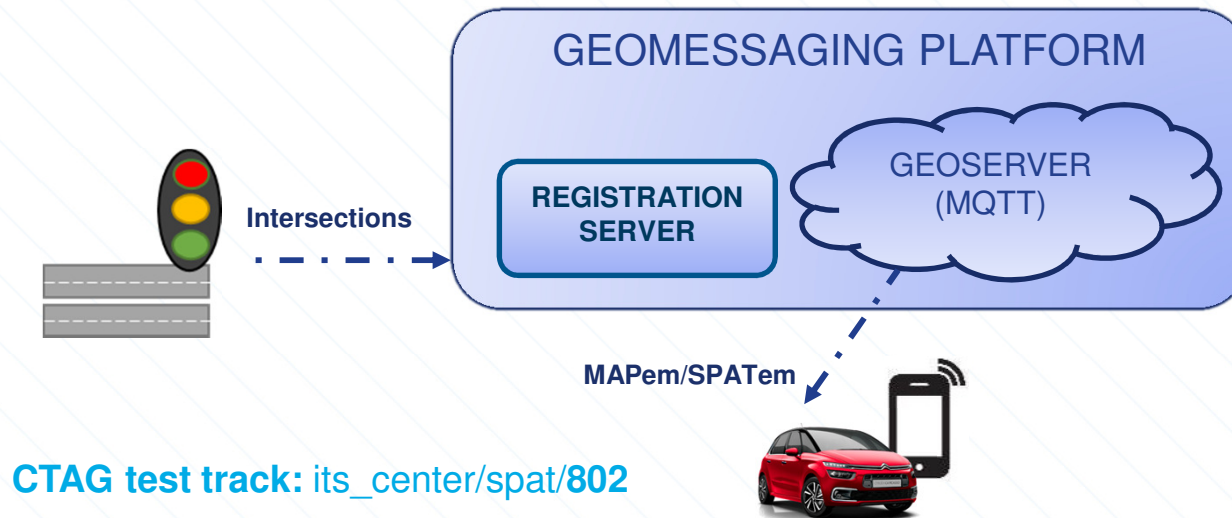 GEOMESSAGING PLATFORM
GEOSERVER
(MQTT)
REGISTRATION
SERVER
Intersections
MAPem/SPATem
CTAG test track: its_center/spat/802